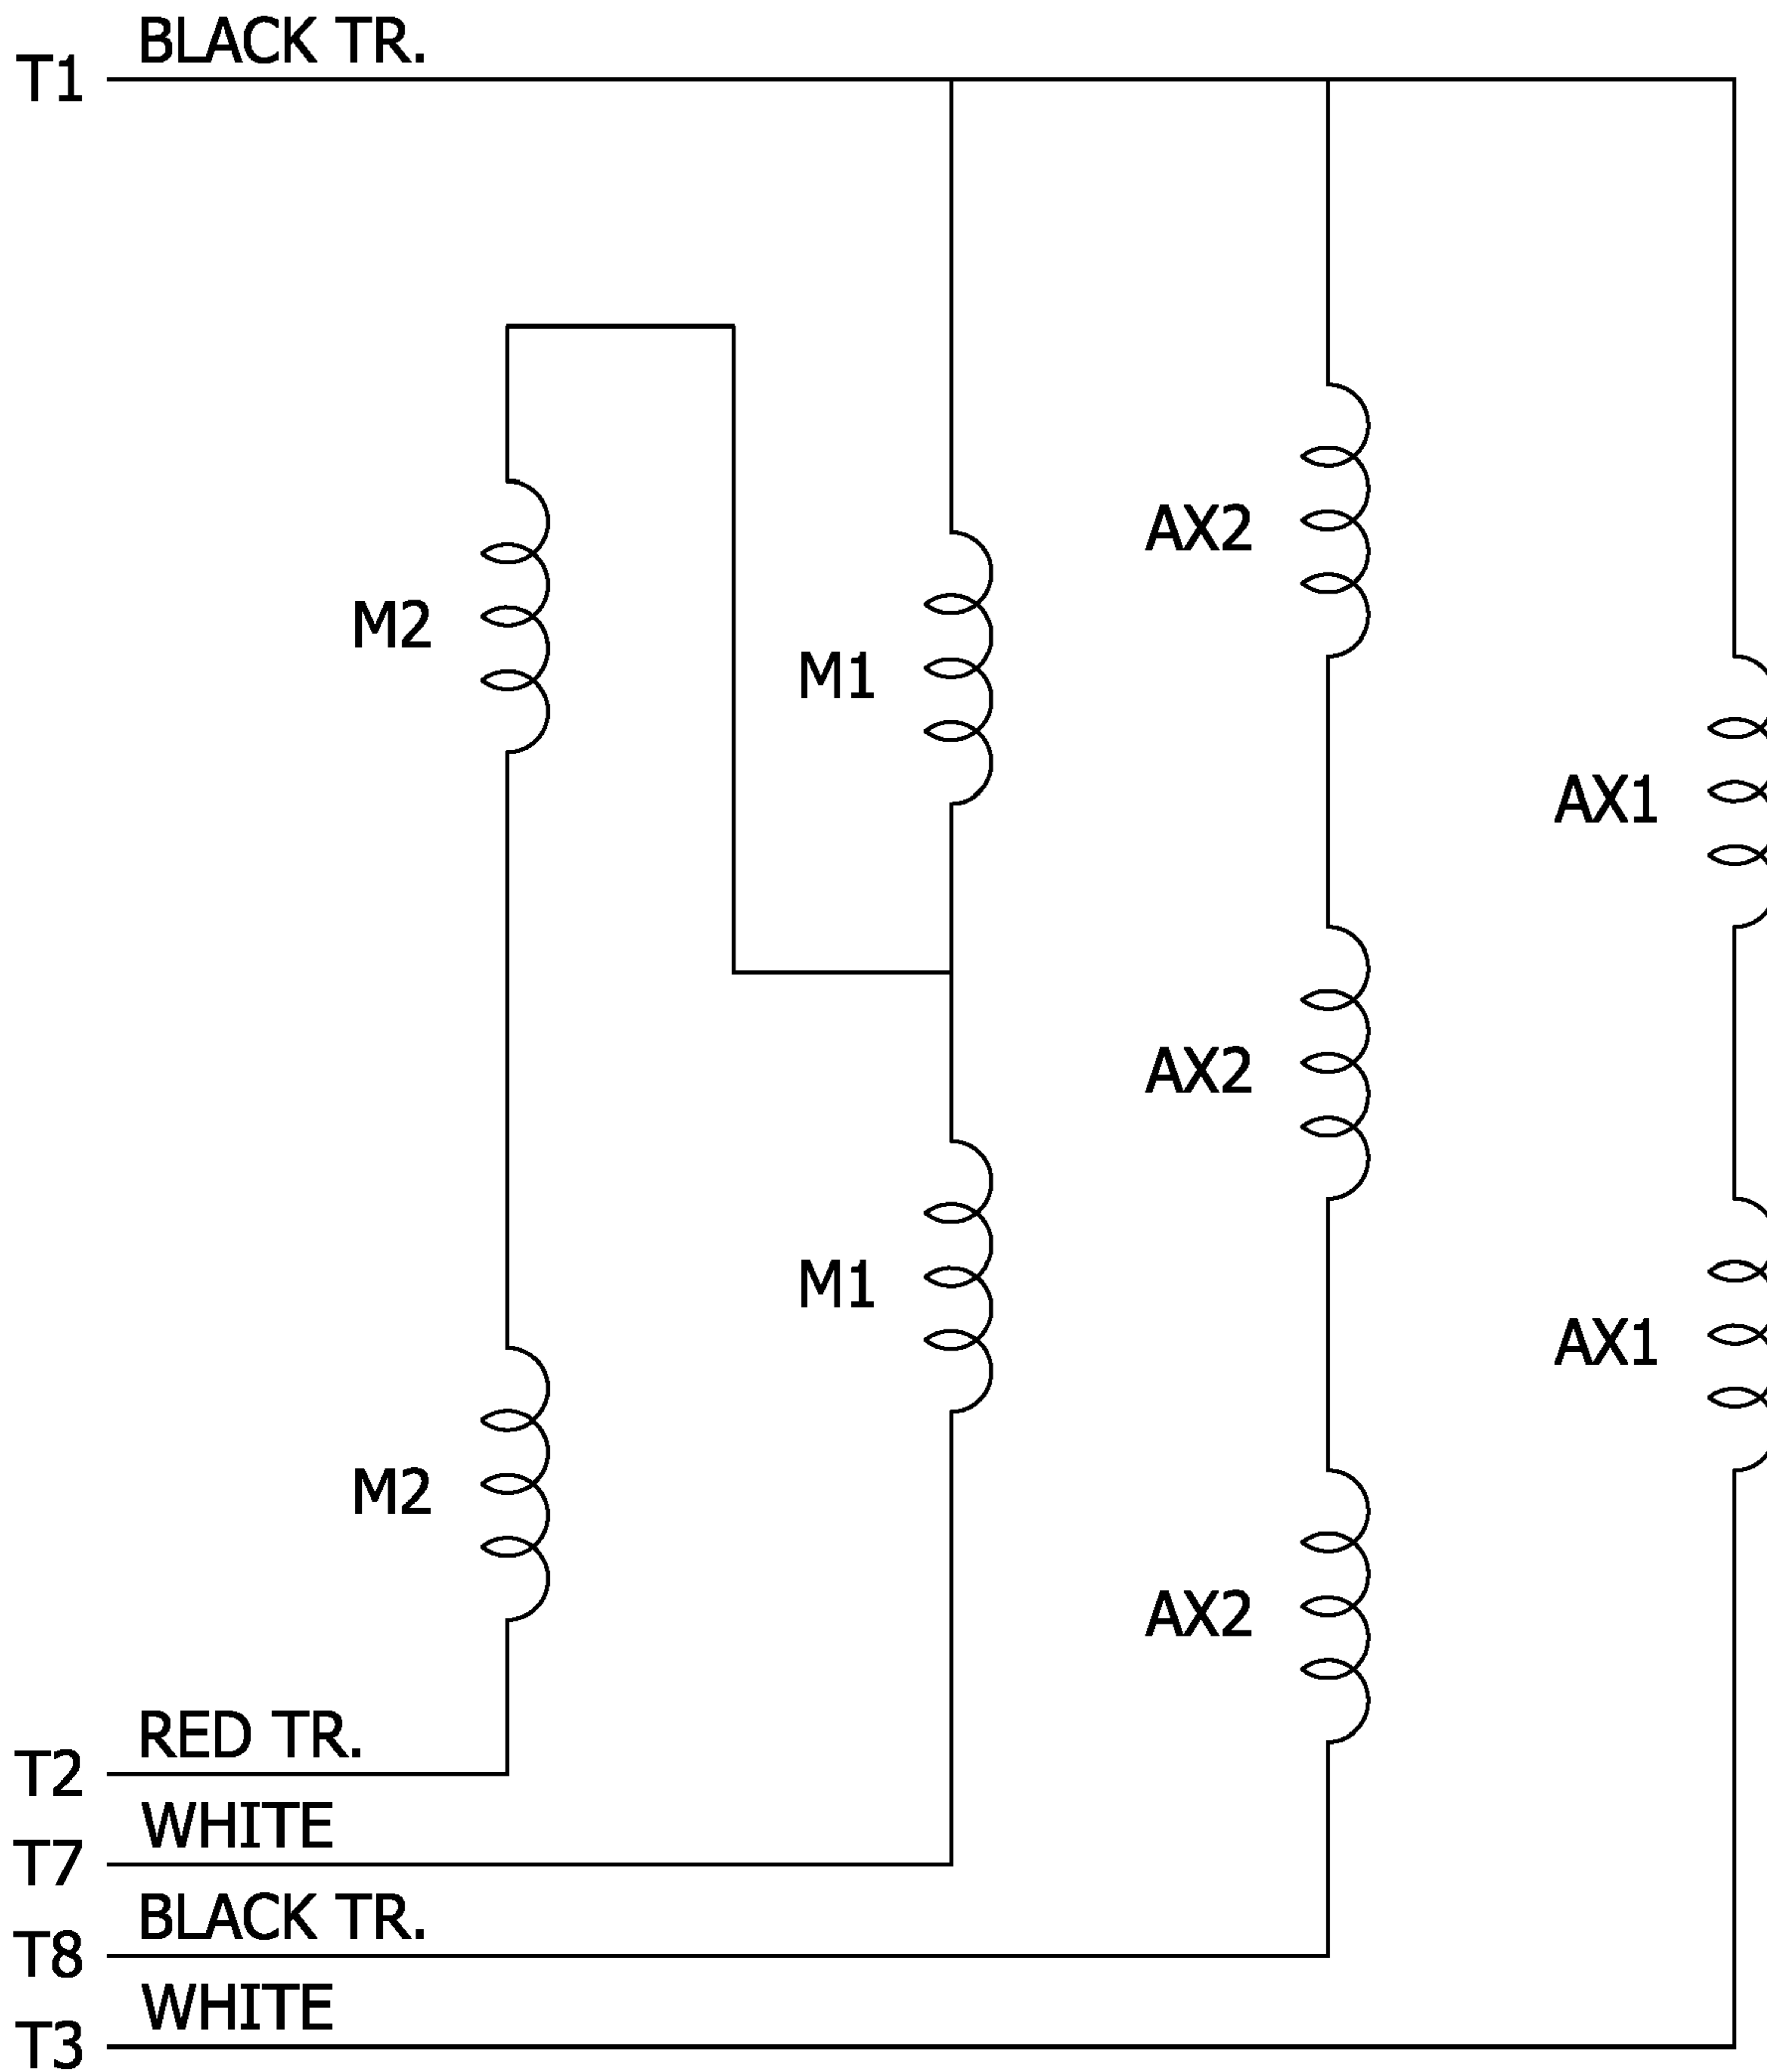 BLACK TR.
T1
AX2
M2
M1
AX1
AX2
M1
AX1
M2
AX2
RED TR.
T2
WHITE
T7
BLACK TR.
T8
WHITE
T3